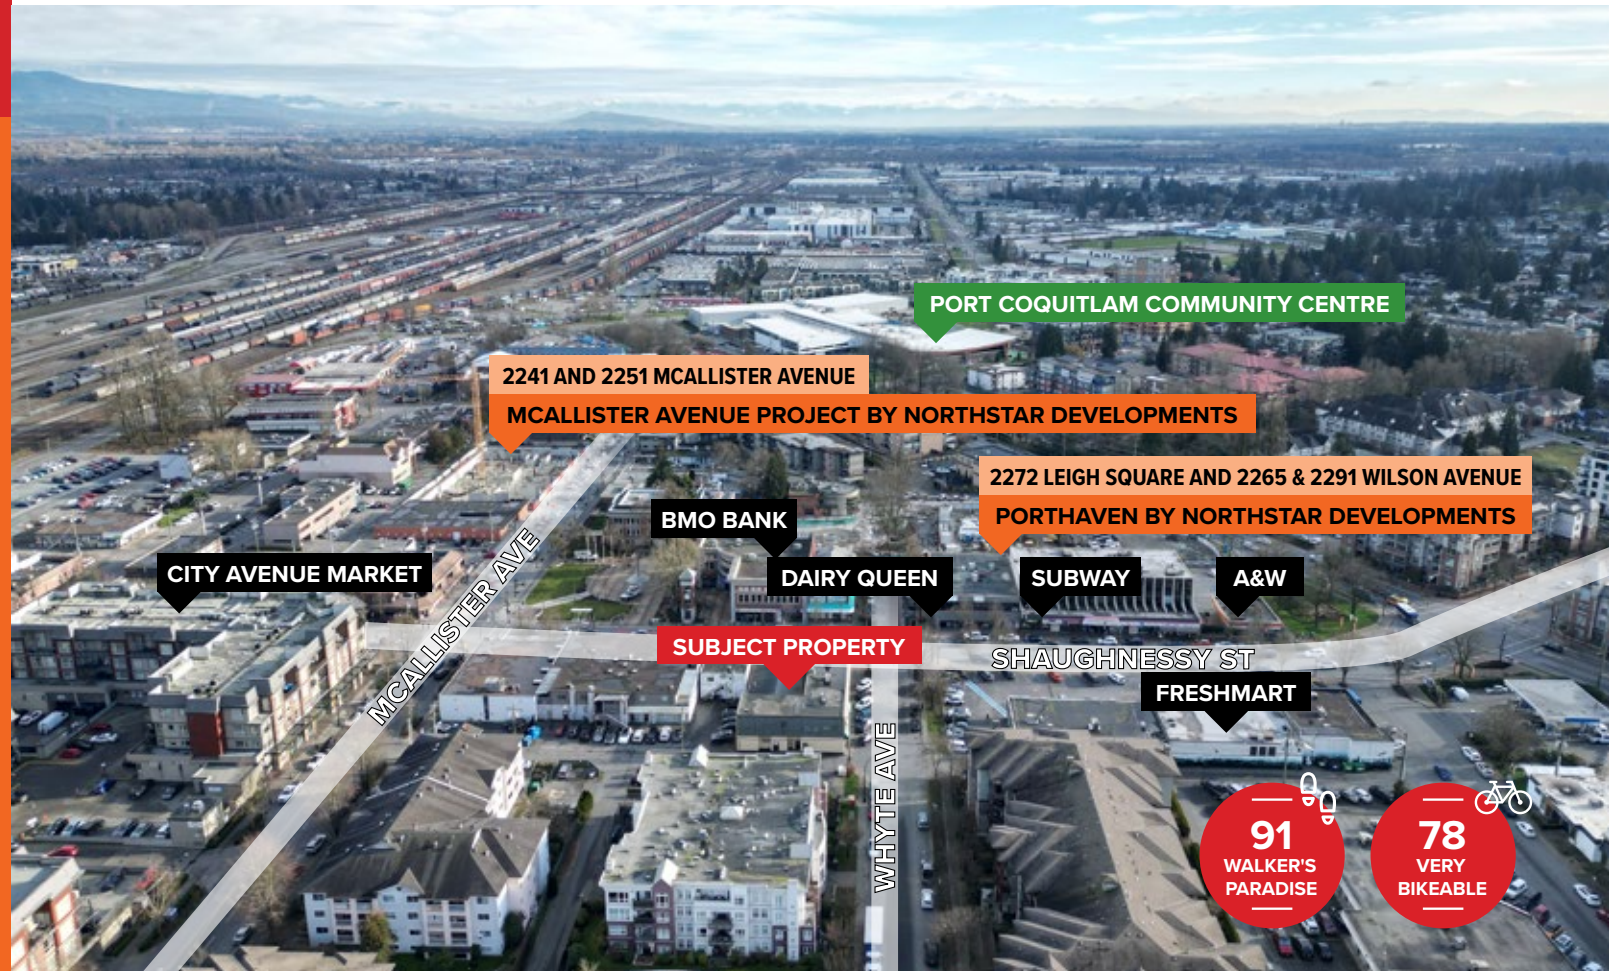 PORT COQUITLAM COMMUNITY CENTRE
2241 AND 2251 MCALLISTER AVENUE
MCALLISTER AVENUE PROJECT BY NORTHSTAR DEVELOPMENTS
2272 LEIGH SQUARE AND 2265 & 2291 WILSON AVENUE
PORTHAVEN BY NORTHSTAR DEVELOPMENTS
BMO BANK
CITY AVENUE MARKET
DAIRY QUEEN
SUBWAY
A&W
MCALLISTER AVE
SUBJECT PROPERTY
SHAUGHNESSY ST
FRESHMART
WHYTE AVE
91
WALKER'S
PARADISE
78
VERY
BIKEABLE